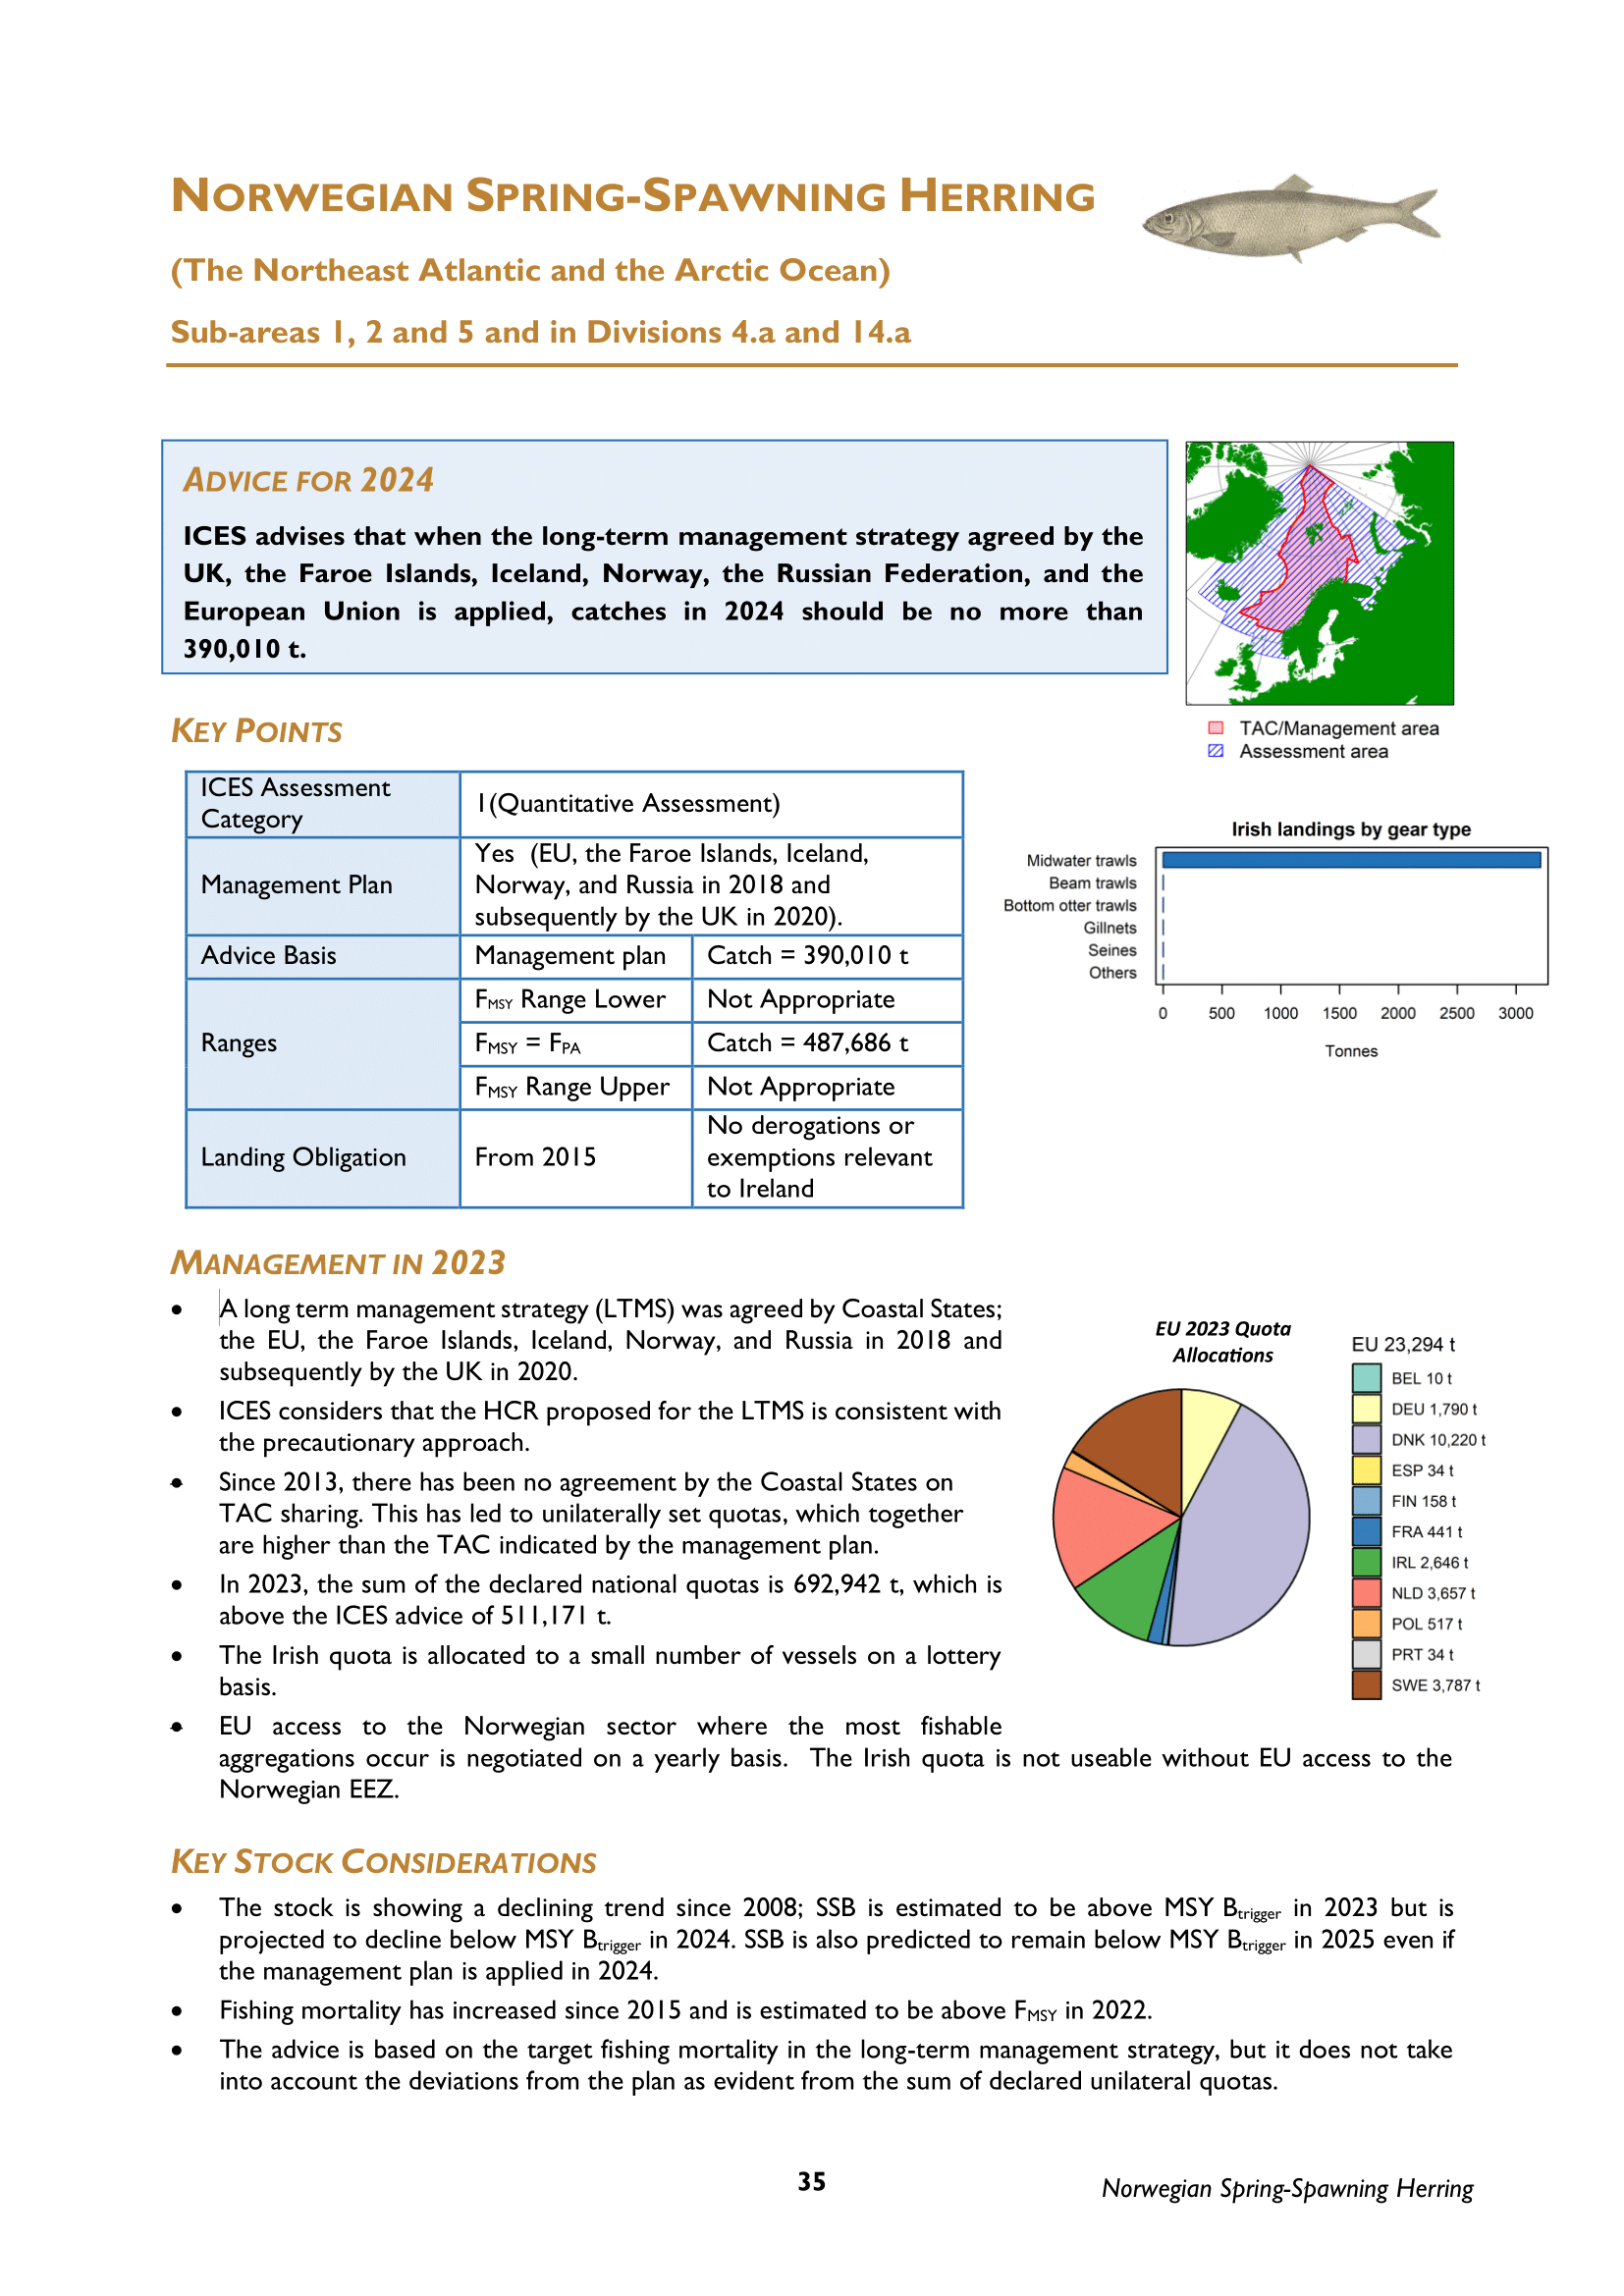 NORWEGIAN SPRING-SPAWNING HERRING
(The Northeast Atlantic and the Arctic Ocean)
Sub-areas 1, 2 and 5 and in Divisions 4.a and 14.a
ADVICE FOR 2024
ICES advises that when the long-term management strategy agreed by the
UK, the Faroe Islands, Iceland, Norway, the Russian Federation, and the
European Union is applied, catches in 2024 should be no more than
390,010 t.
TAC/Management area
Assessment area
KEY POINTS
ICES Assessment
Category
1(Quantitative Assessment)
Management Plan
Yes (EU, the Faroe Islands, Iceland,
Norway, and Russia in 2018 and
subsequently by the UK in 2020).
Advice Basis
Management plan
Catch = 390,010 t
Ranges
FMSY Range Lower
Not Appropriate
FMSY = FPA
Catch = 487,686 t
FMSY Range Upper
Not Appropriate
Landing Obligation
From 2015
No derogations or
exemptions relevant
to Ireland
Irish landings by gear type
Midwater trawls
Beam trawls
Bottom otter trawls
Gillnets
Seines
Others
0 500 1000 1500 2000 2500 3000
Tonnes
MANAGEMENT IN 2023
• A long term management strategy (LTMS) was agreed by Coastal States;
the EU, the Faroe Islands, Iceland, Norway, and Russia in 2018 and
subsequently by the UK in 2020.
• ICES considers that the HCR proposed for the LTMS is consistent with
the precautionary approach.
• Since 2013, there has been no agreement by the Coastal States on
TAC sharing. This has led to unilaterally set quotas, which together
are higher than the TAC indicated by the management plan.
• In 2023, the sum of the declared national quotas is 692,942 t, which is
above the ICES advice of 511,171 t.
• The Irish quota is allocated to a small number of vessels on a lottery
basis.
• EU access to the Norwegian sector where the most fishable
aggregations occur is negotiated on a yearly basis. The Irish quota is not useable without EU access to the
Norwegian EEZ.
EU 2023 Quota
Allocations
EU 23,294 t
BEL 10 t
DEU 1,790 t
DNK 10,220 t
ESP 34 t
FIN 158 t
FRA 441 t
IRL 2,646 t
NLD 3,657 t
POL 517 t
PRT 34 t
SWE 3,787 t
KEY STOCK CONSIDERATIONS
• The stock is showing a declining trend since 2008; SSB is estimated to be above MSY Btrigger in 2023 but is
projected to decline below MSY Btrigger in 2024. SSB is also predicted to remain below MSY Btrigger in 2025 even if
the management plan is applied in 2024.
• Fishing mortality has increased since 2015 and is estimated to be above FMSY in 2022.
• The advice is based on the target fishing mortality in the long-term management strategy, but it does not take
into account the deviations from the plan as evident from the sum of declared unilateral quotas.
35
Norwegian Spring-Spawning Herring